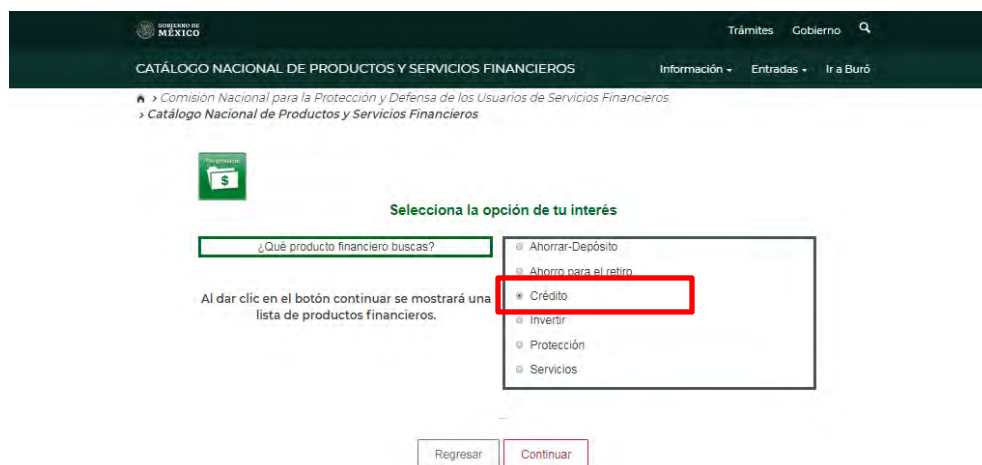 GOBIERNO DE
MÉXICO
Trámites Gobierno
CATÁLOGO NACIONAL DE PRODUCTOS Y SERVICIOS FINANCIEROS
Información Entradas Ir a Buró
> Comisión Nacional para la Protección y Defensa de los Usuarios de Servicios Financieros
> Catálogo Nacional de Productos y Servicios Financieros
$
Selecciona la opción de tu interés
¿Qué producto financiero buscas?
Al dar clic en el botón continuar se mostrará una
lista de productos financieros.
Ahorrar-Depósito
Ahorro para el retiro
Crédito
Invertir
Protección
Servicios
...
Regresar
Continuar